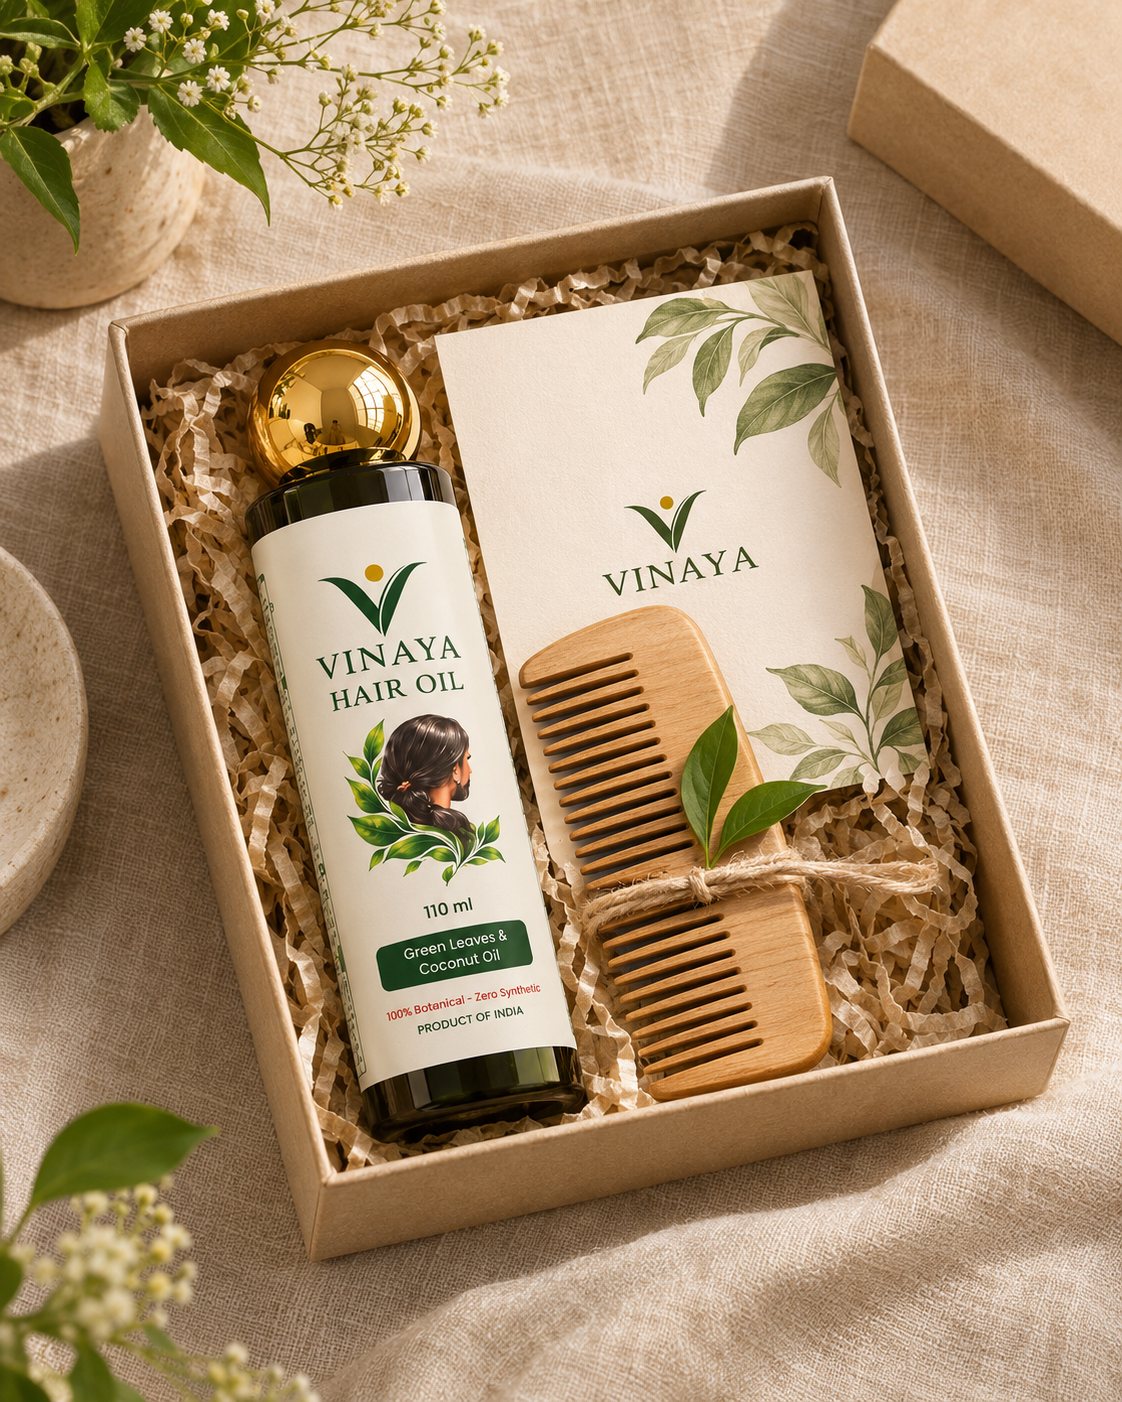 VINAYA
HAIR OIL
110 ml
Green Leaves &
Coconut Oil
100% Botanical - Zero Synthetic
PRODUCT OF INDIA
VINAYA